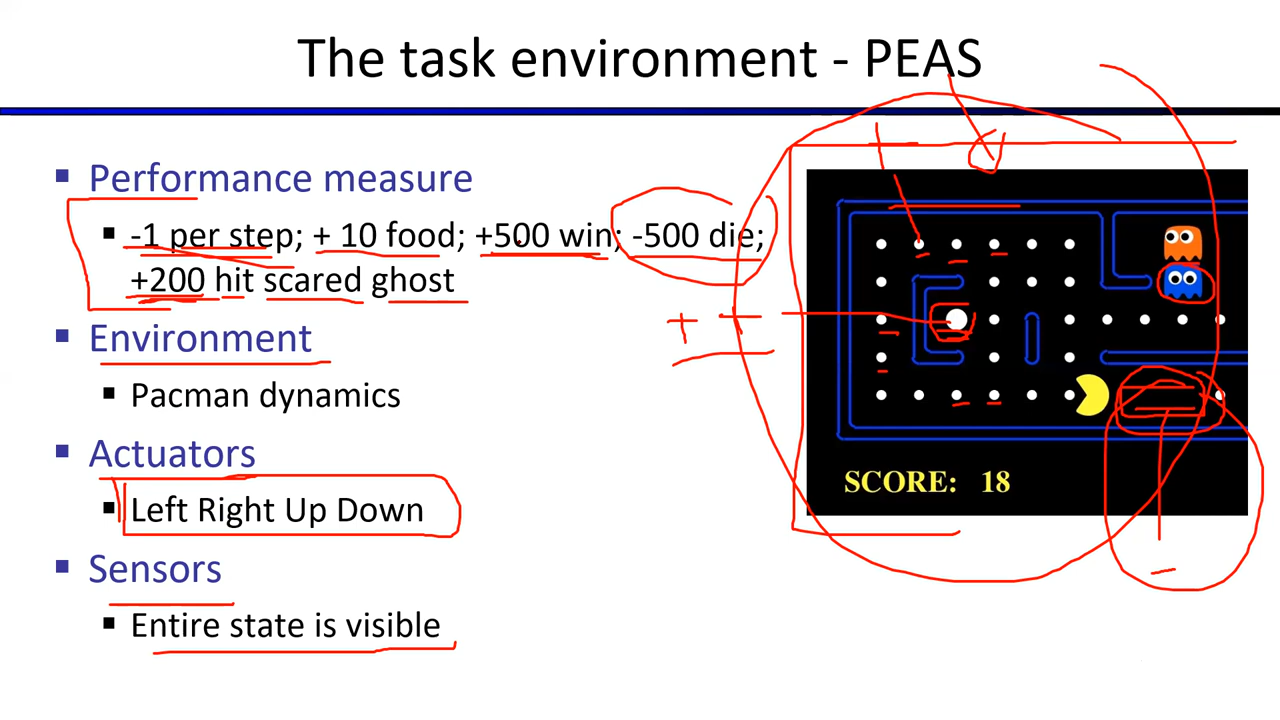 The task environment - PEAS
▪ Performance measure
▪ -1 per step; + 10 food; +500 win; -500 die;
+200 hit scared ghost
▪ Environment
▪ Pacman dynamics
▪ Actuators
▪ Left Right Up Down
▪ Sensors
▪ Entire state is visible
SCORE: 18